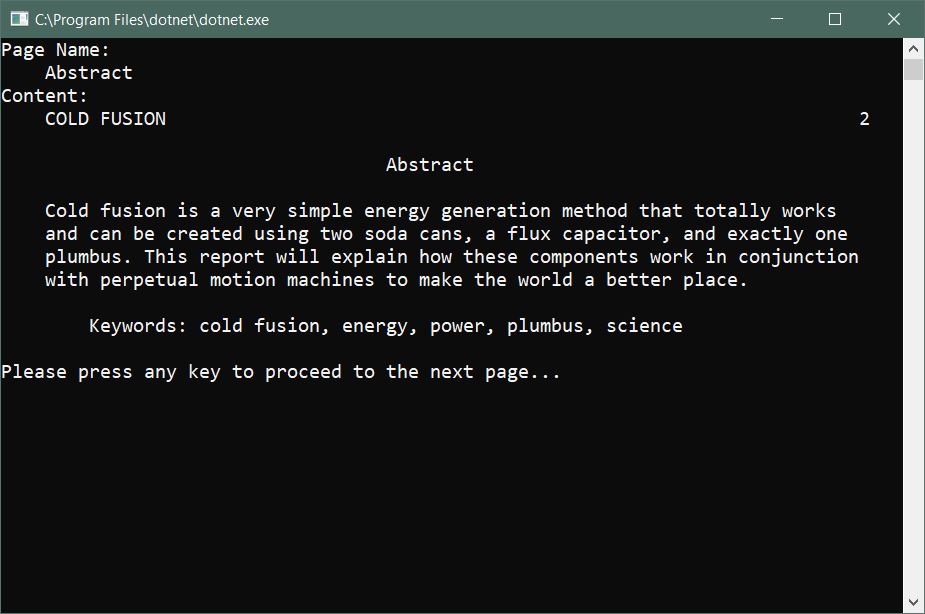 C:\Program Files\dotnet\dotnet.exe
Page Name:
    Abstract
Content:
    COLD FUSION                                                               2
                                   Abstract
    Cold fusion is a very simple energy generation method that totally works
    and can be created using two soda cans, a flux capacitor, and exactly one
    plumbus. This report will explain how these components work in conjunction
    with perpetual motion machines to make the world a better place.
        Keywords: cold fusion, energy, power, plumbus, science
Please press any key to proceed to the next page...